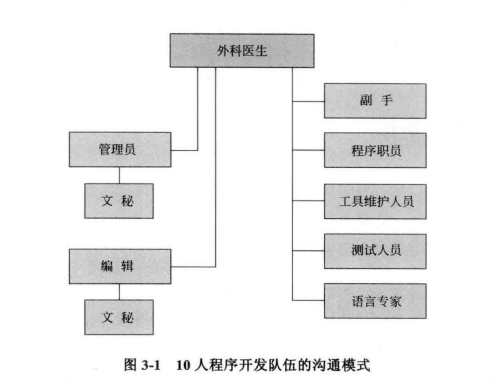 外科医生
副 手
管理员
程序职员
文 秘
工具维护人员
编 辑
测试人员
文 秘
语言专家
图 3-1 10 人程序开发队伍的沟通模式